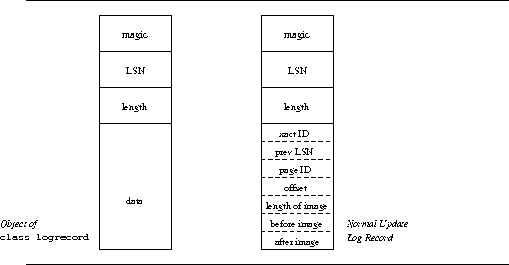 magic
LSN
length
data
Object of
class logrecord
magic
LSN
length
xact ID
prev LSN
page ID
offset
length of image
before image
after image
Normal Update
Log Record